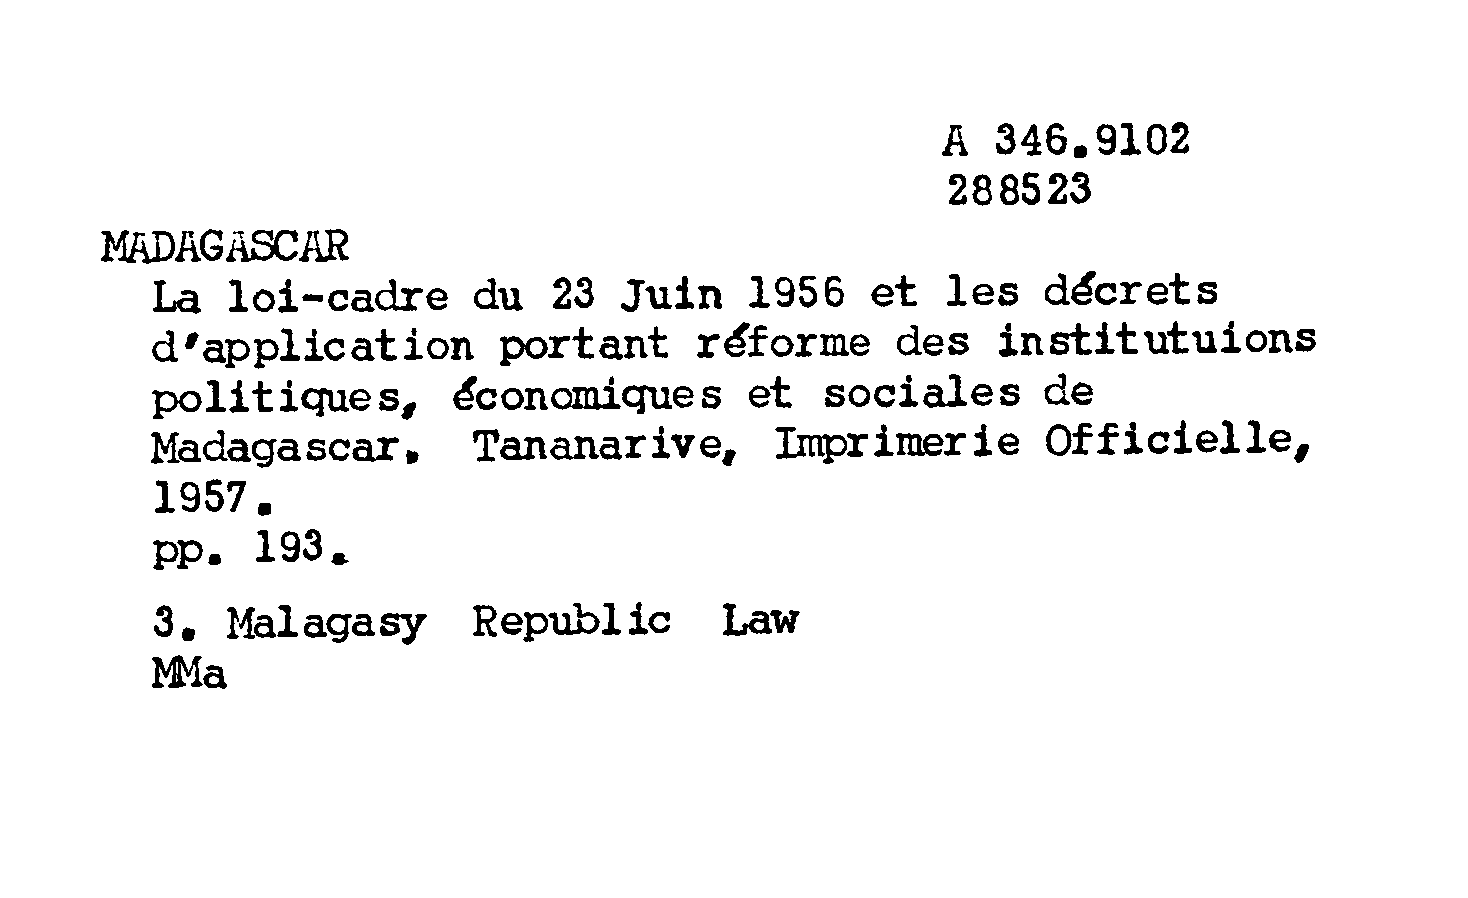 A 346.9102
288523
MADAGASCAR
La loi-cadre du 23 Juin 1956 et les décrets
d'application portant réforme des institutuions
politiques, économiques et sociales de
Madagascar. Tananarive, Imprimerie Officielle,
1957.
pp. 193.
3. Malagasy Republic Law
MMa